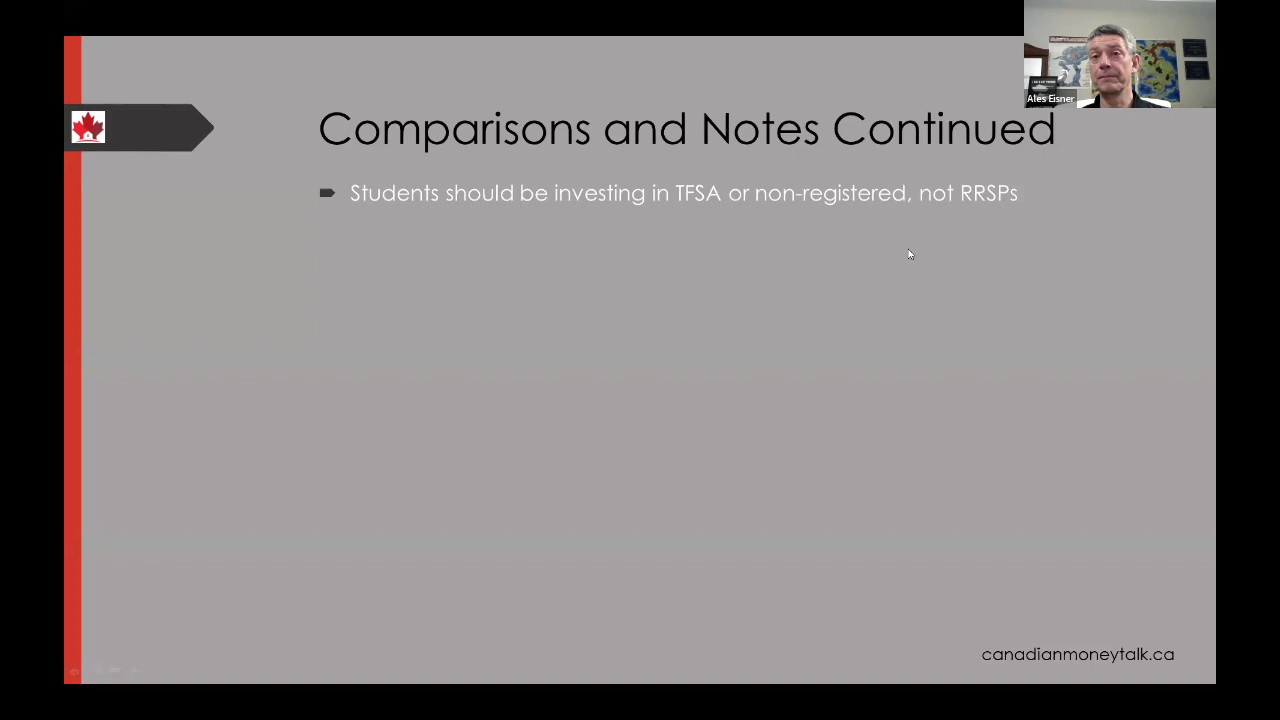 Ales Eisner
Comparisons and Notes Continued
Students should be investing in TFSA or non-registered, not RRSPs
canadianmoneytalk.ca